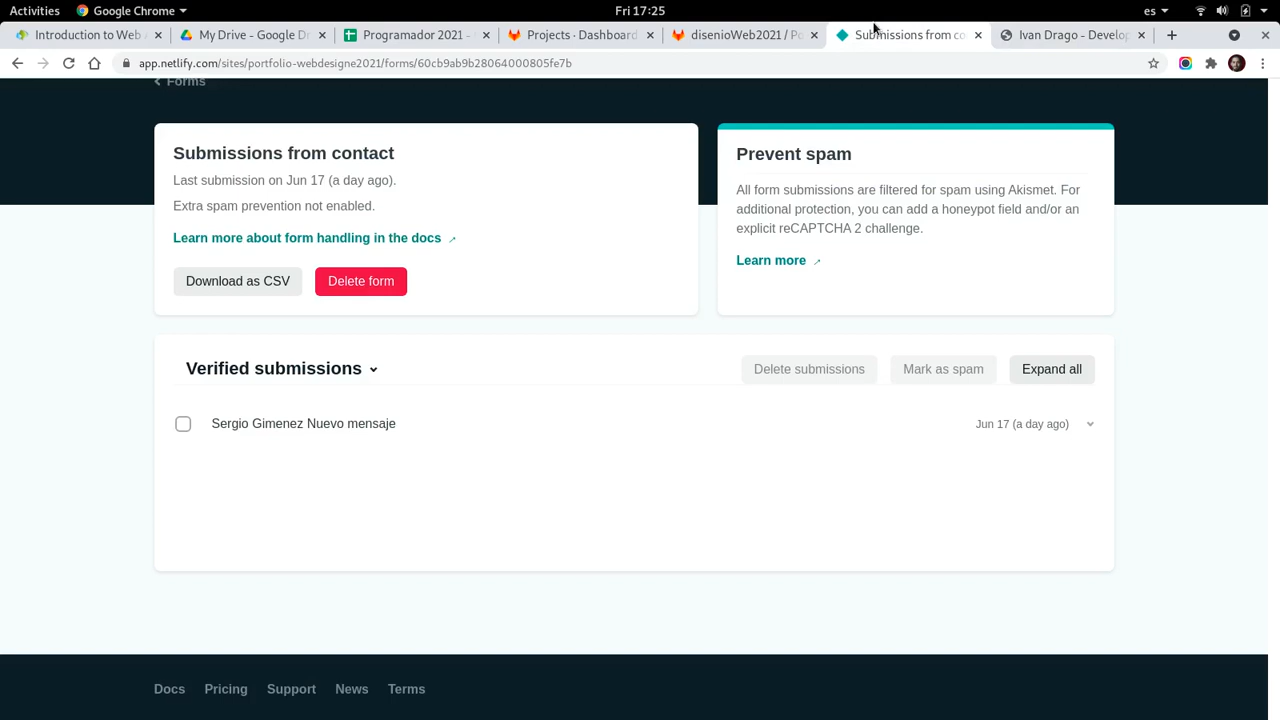 Activities
Google Chrome
Fri 17:25
es
Introduction to Web A
My Drive - Google Dr
Programador 2021 -
Projects · Dashboard
disenioWeb2021 / Po
Submissions from co
Ivan Drago - Develop
app.netlify.com/sites/portfolio-webdesigne2021/forms/60cb9ab9b28064000805fe7b
Forms
Submissions from contact
Last submission on Jun 17 (a day ago).
Extra spam prevention not enabled.
Learn more about form handling in the docs
Download as CSV
Delete form
Prevent spam
All form submissions are filtered for spam using Akismet. For
additional protection, you can add a honeypot field and/or an
explicit reCAPTCHA 2 challenge.
Learn more
Verified submissions
Delete submissions
Mark as spam
Expand all
Sergio Gimenez Nuevo mensaje
Jun 17 (a day ago)
Docs
Pricing
Support
News
Terms